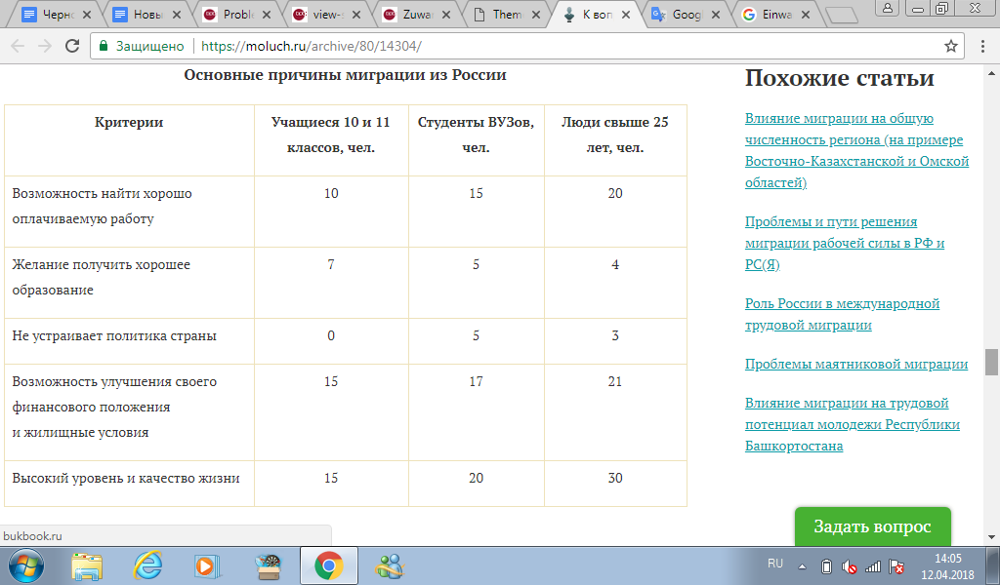 Черно
Новы
Proble
view-s
Zuwa
Them
К воп
Googl
Einwa
Защищено
https://moluch.ru/archive/80/14304/
Основные причины миграции из России
Критерии
Учащиеся 10 и 11
классов, чел.
Студенты ВУЗов,
чел.
Люди свыше 25
лет, чел.
Возможность найти хорошо
оплачиваемую работу
10
15
20
Желание получить хорошее
образование
7
5
4
Не устраивает политика страны
0
5
3
Возможность улучшения своего
финансового положения
и жилищные условия
15
17
21
Высокий уровень и качество жизни
15
20
30
Похожие статьи
Влияние миграции на общую
численность региона (на примере
Восточно-Казахстанской и Омской
областей)
Проблемы и пути решения
миграции рабочей силы в РФ и
РС(Я)
Роль России в международной
трудовой миграции
Проблемы маятниковой миграции
Влияние миграции на трудовой
потенциал молодежи Республики
Башкортостана
Задать вопрос
bukbook.ru
RU
14:05
12.04.2018